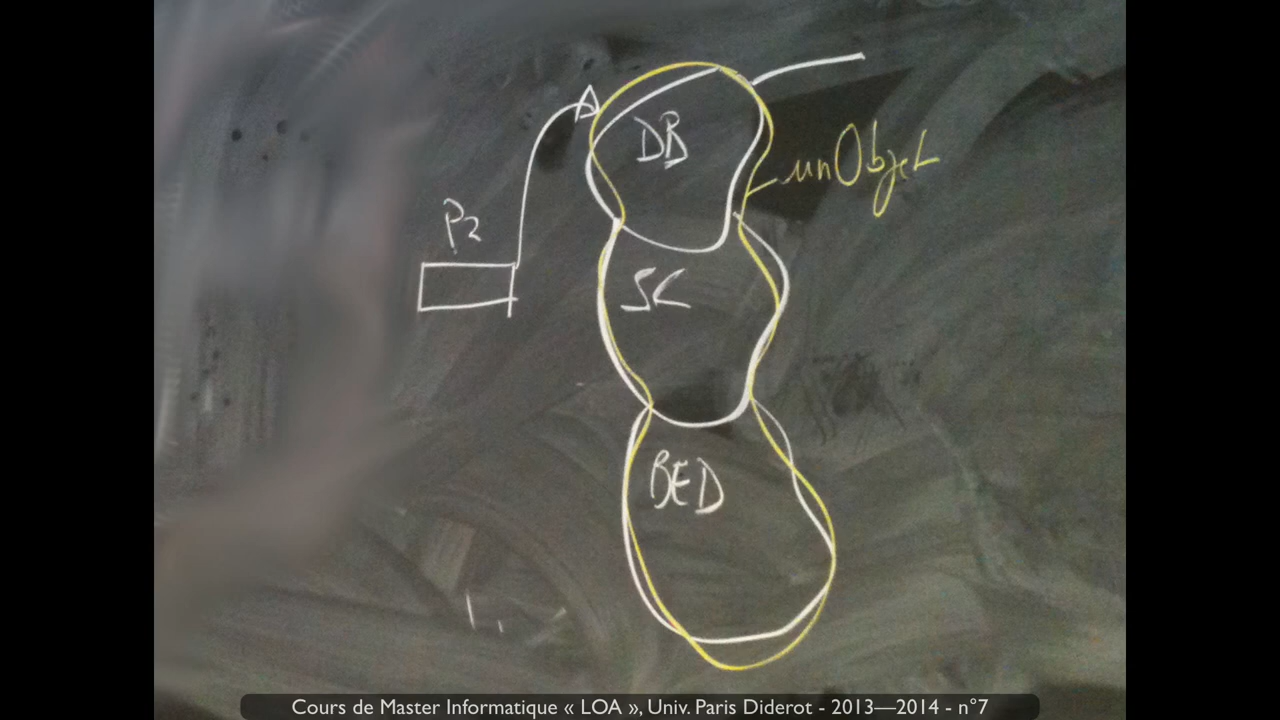 DB
unObjet
P2
SC
BED
Cours de Master Informatique « LOA », Univ. Paris Diderot - 2013—2014 - n°7